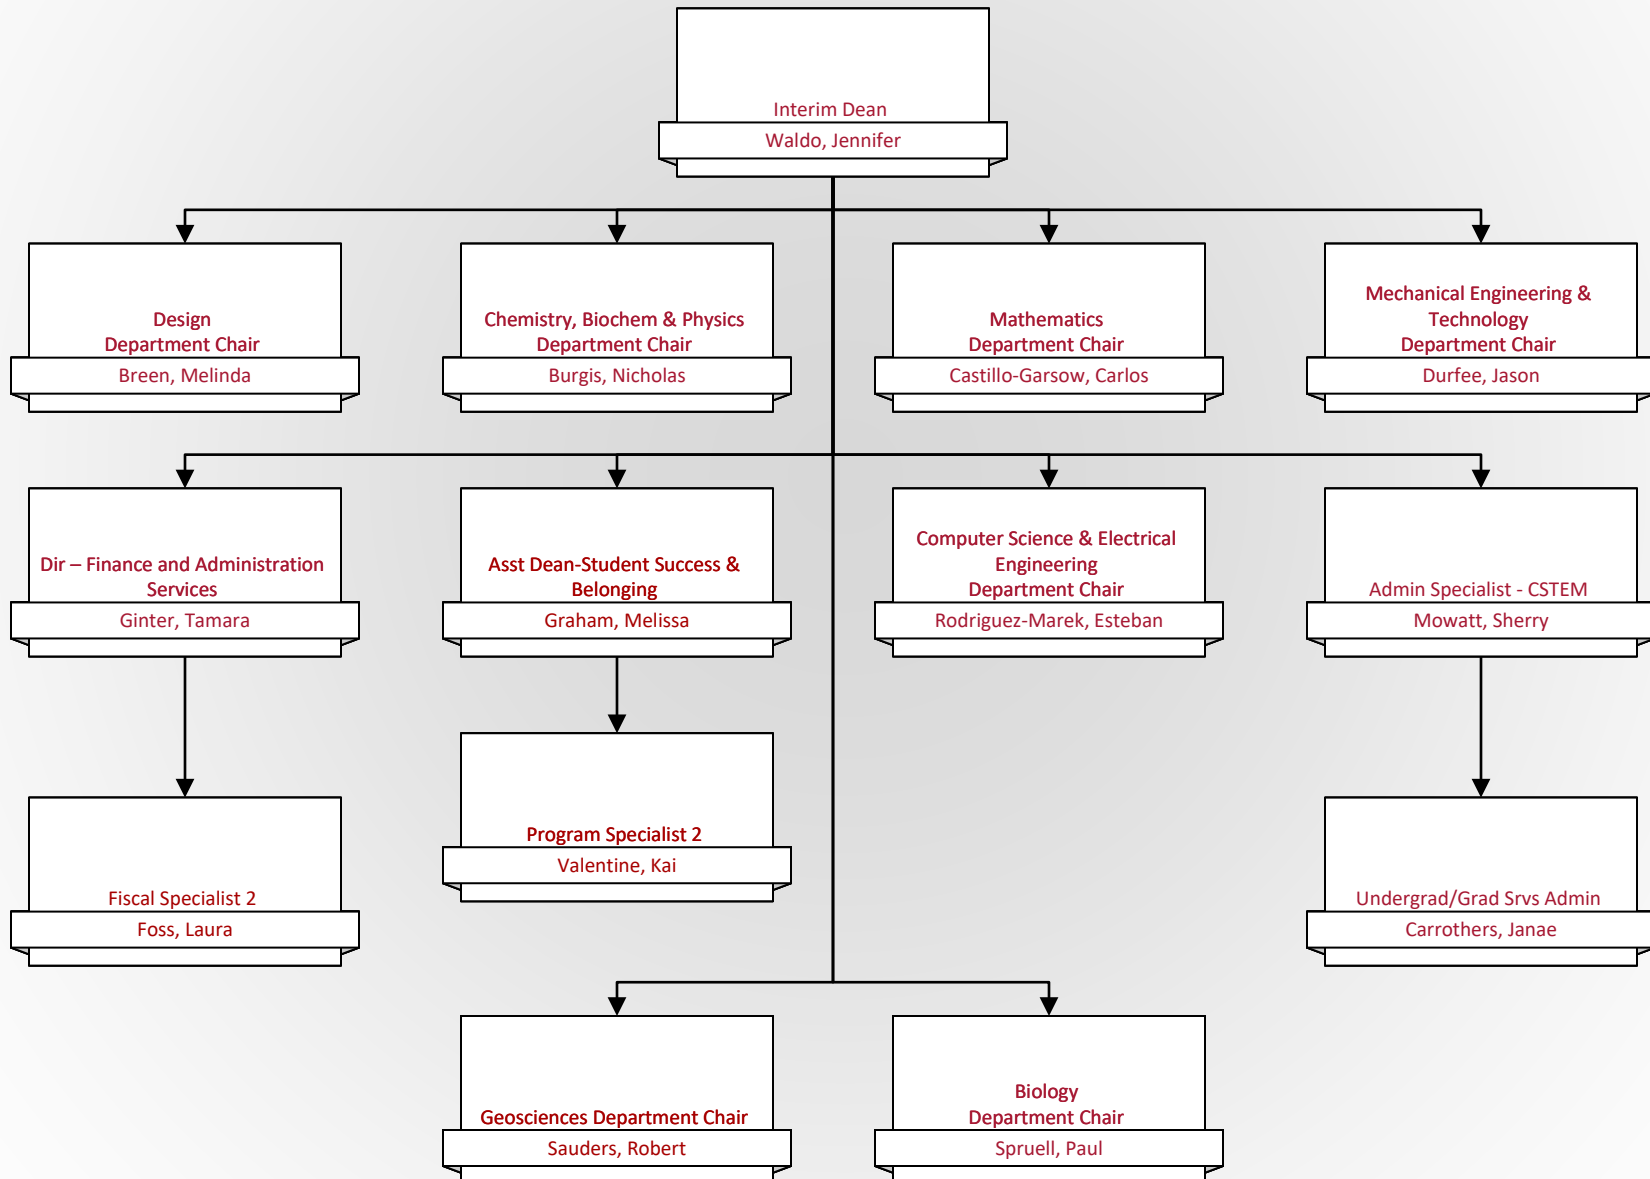 Interim Dean
Waldo, Jennifer
Design
Department Chair
Breen, Melinda
Chemistry, Biochem & Physics
Department Chair
Burgis, Nicholas
Mathematics
Department Chair
Castillo-Garsow, Carlos
Mechanical Engineering &
Technology
Department Chair
Durfee, Jason
Dir – Finance and Administration
Services
Ginter, Tamara
Asst Dean-Student Success &
Belonging
Graham, Melissa
Computer Science & Electrical
Engineering
Department Chair
Rodriguez-Marek, Esteban
Admin Specialist - CSTEM
Mowatt, Sherry
Program Specialist 2
Valentine, Kai
Fiscal Specialist 2
Foss, Laura
Undergrad/Grad Srvs Admin
Carrothers, Janae
Geosciences Department Chair
Sauders, Robert
Biology
Department Chair
Spruell, Paul